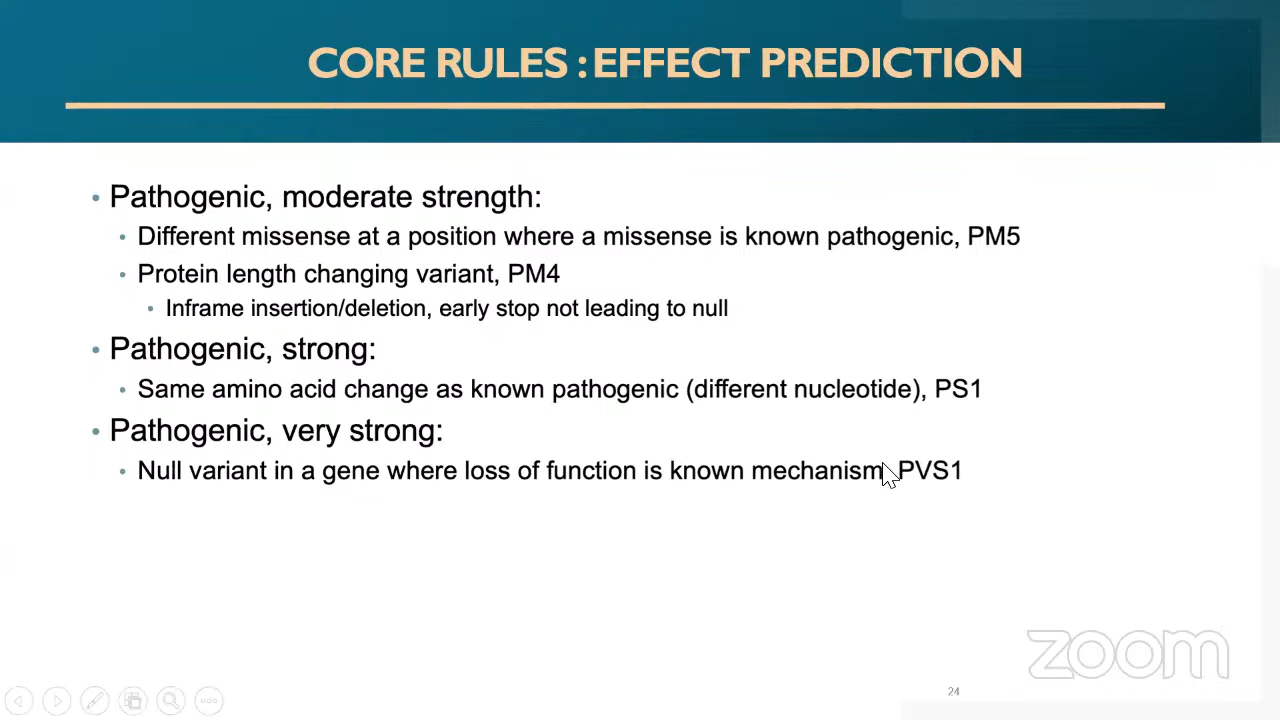 CORE RULES : EFFECT PREDICTION
• Pathogenic, moderate strength:
• Different missense at a position where a missense is known pathogenic, PM5
• Protein length changing variant, PM4
• Inframe insertion/deletion, early stop not leading to null
• Pathogenic, strong:
• Same amino acid change as known pathogenic (different nucleotide), PS1
• Pathogenic, very strong:
• Null variant in a gene where loss of function is known mechanism, PVS1
zoom
24